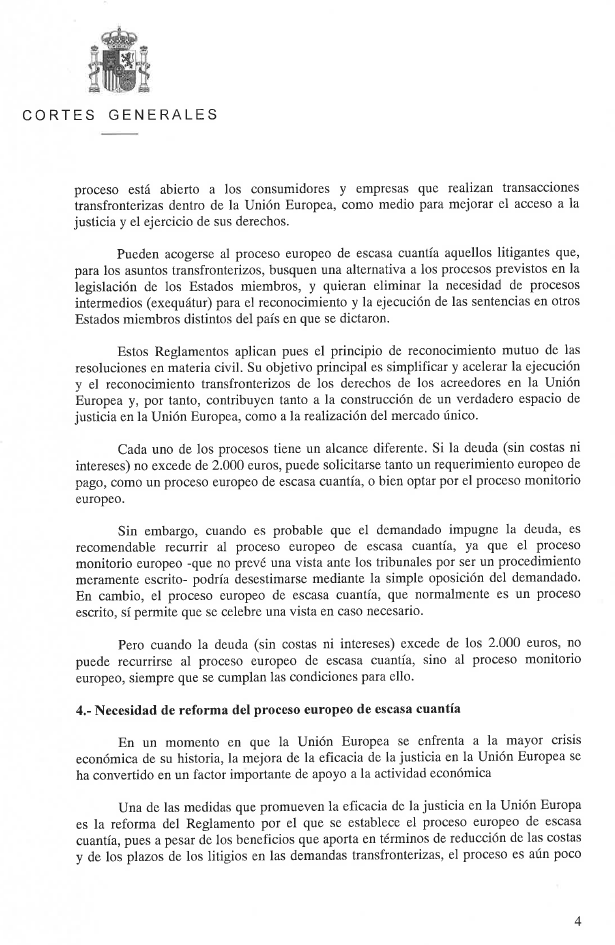 CORTES GENERALES
proceso está abierto a los consumidores y empresas que realizan transacciones
transfronterizas dentro de la Unión Europea, como medio para mejorar el acceso a la
justicia y el ejercicio de sus derechos.
Pueden acogerse al proceso europeo de escasa cuantía aquellos litigantes que,
para los asuntos transfronterizos, busquen una alternativa a los procesos previstos en la
legislación de los Estados miembros, y quieran eliminar la necesidad de procesos
intermedios (exequátur) para el reconocimiento y la ejecución de las sentencias en otros
Estados miembros distintos del país en que se dictaron.
Estos Reglamentos aplican pues el principio de reconocimiento mutuo de las
resoluciones en materia civil. Su objetivo principal es simplificar y acelerar la ejecución
y el reconocimiento transfronterizos de los derechos de los acreedores en la Unión
Europea y, por tanto, contribuyen tanto a la construcción de un verdadero espacio de
justicia en la Unión Europea, como a la realización del mercado único.
Cada uno de los procesos tiene un alcance diferente. Si la deuda (sin costas ni
intereses) no excede de 2.000 euros, puede solicitarse tanto un requerimiento europeo de
pago, como un proceso europeo de escasa cuantía, o bien optar por el proceso monitorio
europeo.
Sin embargo, cuando es probable que el demandado impugne la deuda, es
recomendable recurrir al proceso europeo de escasa cuantía, ya que el proceso
monitorio europeo -que no prevé una vista ante los tribunales por ser un procedimiento
meramente escrito- podría desestimarse mediante la simple oposición del demandado.
En cambio, el proceso europeo de escasa cuantía, que normalmente es un proceso
escrito, sí permite que se celebre una vista en caso necesario.
Pero cuando la deuda (sin costas ni intereses) excede de los 2.000 euros, no
puede recurrirse al proceso europeo de escasa cuantía, sino al proceso monitorio
europeo, siempre que se cumplan las condiciones para ello.
4.- Necesidad de reforma del proceso europeo de escasa cuantía
En un momento en que la Unión Europea se enfrenta a la mayor crisis
económica de su historia, la mejora de la eficacia de la justicia en la Unión Europea se
ha convertido en un factor importante de apoyo a la actividad económica
Una de las medidas que promueven la eficacia de la justicia en la Unión Europa
es la reforma del Reglamento por el que se establece el proceso europeo de escasa
cuantía, pues a pesar de los beneficios que aporta en términos de reducción de las costas
y de los plazos de los litigios en las demandas transfronterizas, el proceso es aún poco
4